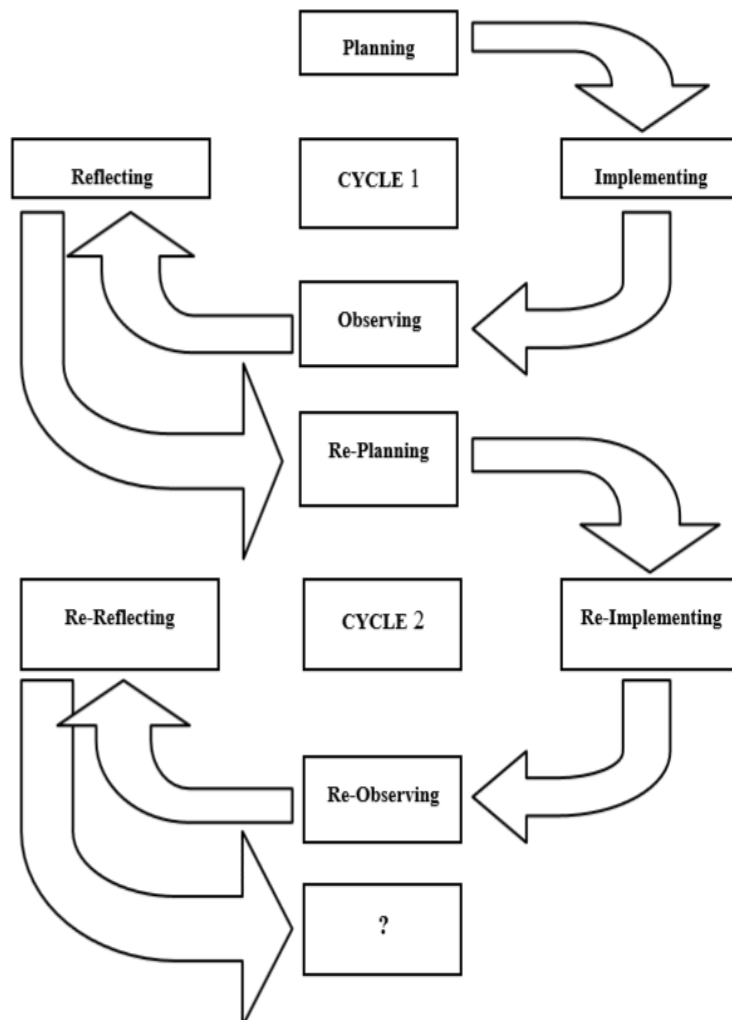 Planning
Reflecting
CYCLE 1
Implementing
Observing
Re-Planning
Re-Reflecting
CYCLE 2
Re-Implementing
Re-Observing
?